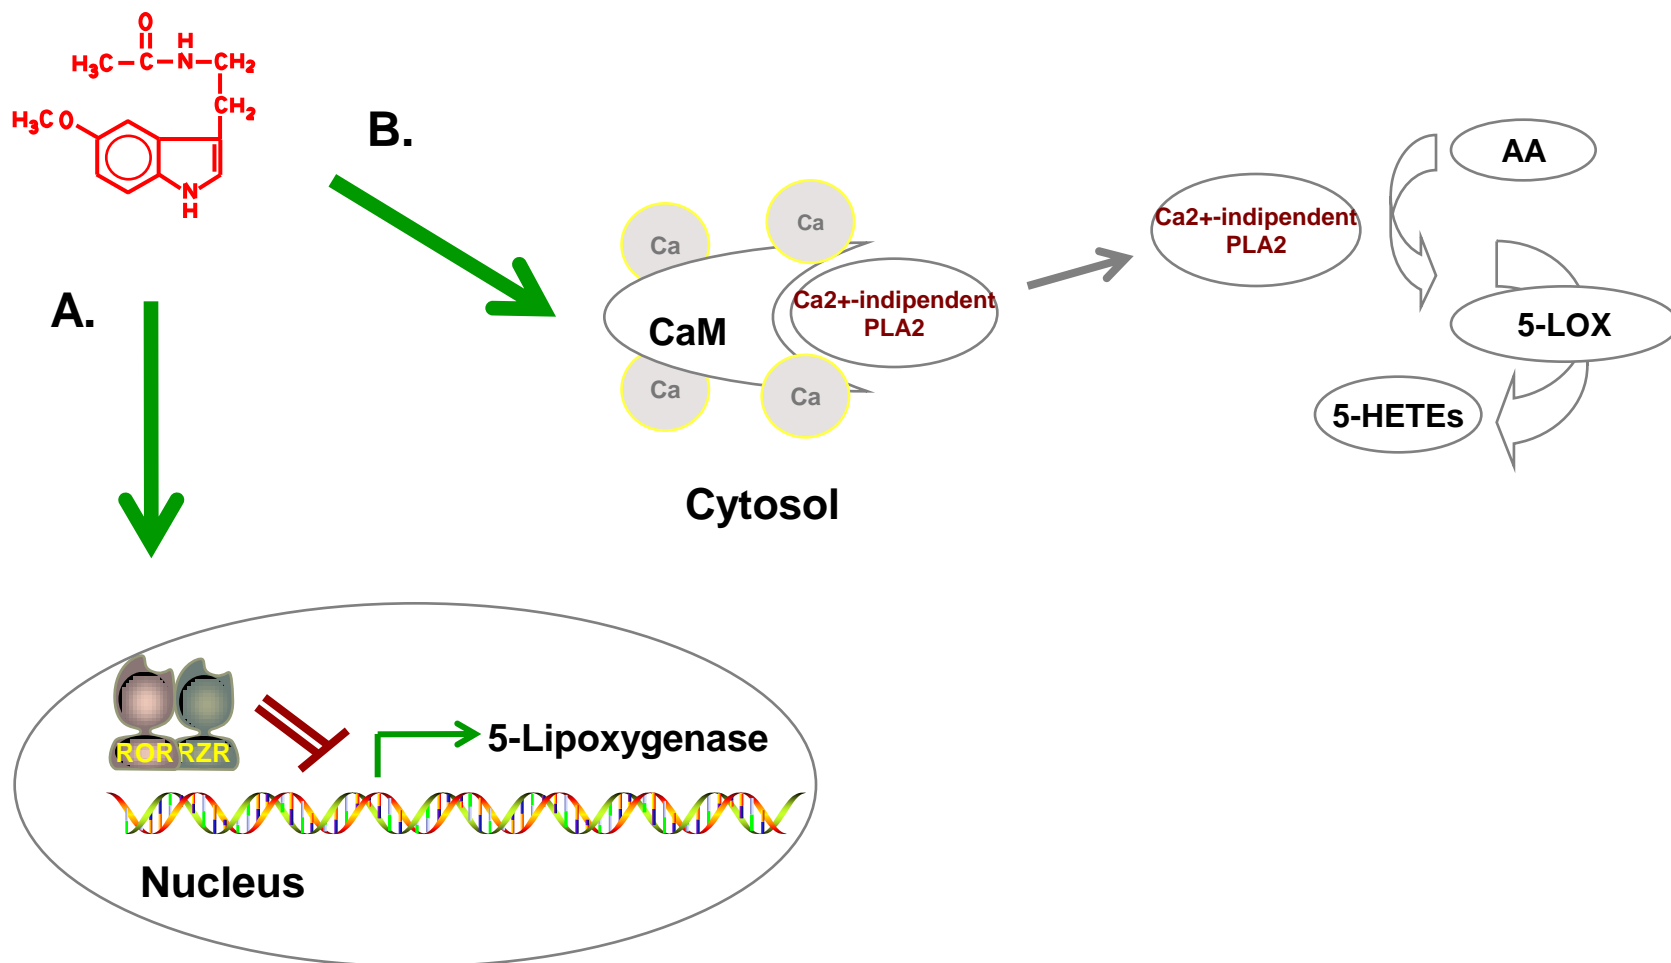 O
H
H₃C C N CH₂
CH₂
H₃CO
N
H
B.
A.
Ca
Ca
CaM
Ca2+-indipendent
PLA2
Ca
Ca
Cytosol
Ca2+-indipendent
PLA2
AA
5-LOX
5-HETEs
ROR RZR
5-Lipoxygenase
Nucleus